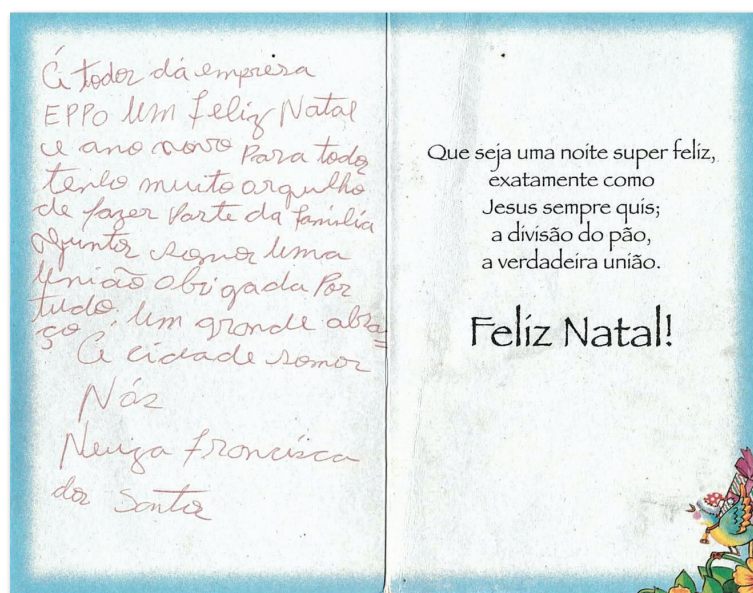 A todos dá empresa
EPPO Um feliz Natal
e ano novo Para todos
tenho muito orgulho
de fazer Parte da família
juntos somos Uma
União obrigada Por
tudo. Um grande abra=
ço
A cidade somos
Nós
Neuza francisca
dos Santos
Que seja uma noite super feliz,
exatamente como
Jesus sempre quis;
a divisão do pão,
a verdadeira união.
Feliz Natal!